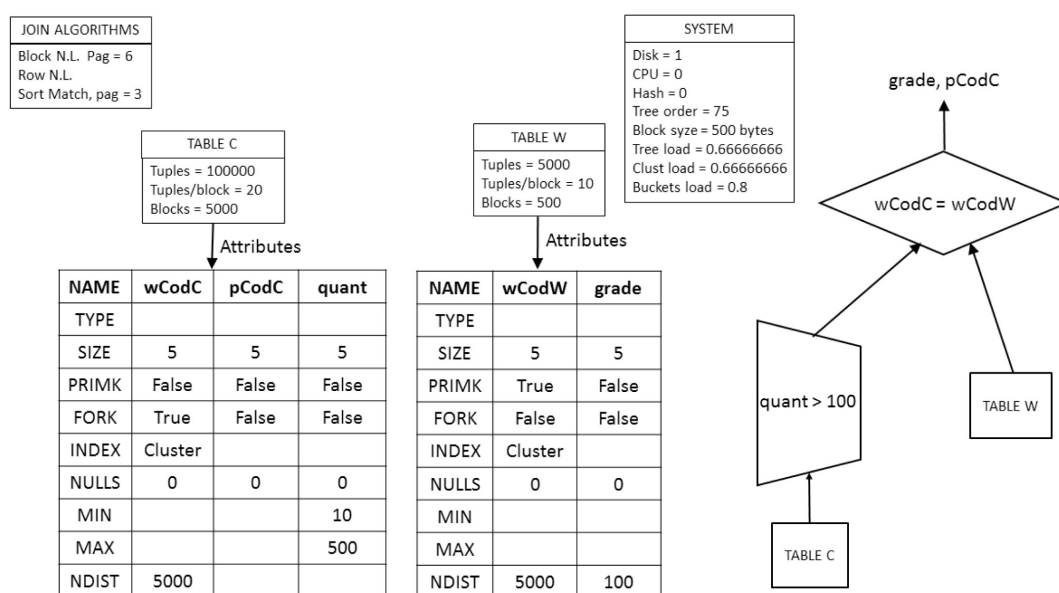 JOIN ALGORITHMS
Block N.L. Pag = 6
Row N.L.
Sort Match, pag = 3
SYSTEM
Disk = 1
CPU = 0
Hash = 0
Tree order = 75
Block syze = 500 bytes
Tree load = 0.66666666
Clust load = 0.66666666
Buckets load = 0.8
TABLE C
Tuples = 100000
Tuples/block = 20
Blocks = 5000
Attributes
TABLE W
Tuples = 5000
Tuples/block = 10
Blocks = 500
Attributes
NAME wCodC pCodC quant
TYPE
SIZE 5 5 5
PRIMK False False False
FORK True False False
INDEX Cluster
NULLS 0 0 0
MIN 10
MAX 500
NDIST 5000
NAME wCodW grade
TYPE
SIZE 5 5
PRIMK True False
FORK False False
INDEX Cluster
NULLS 0 0
MIN
MAX
NDIST 5000 100
grade, pCodC
wCodC = wCodW
quant > 100
TABLE W
TABLE C